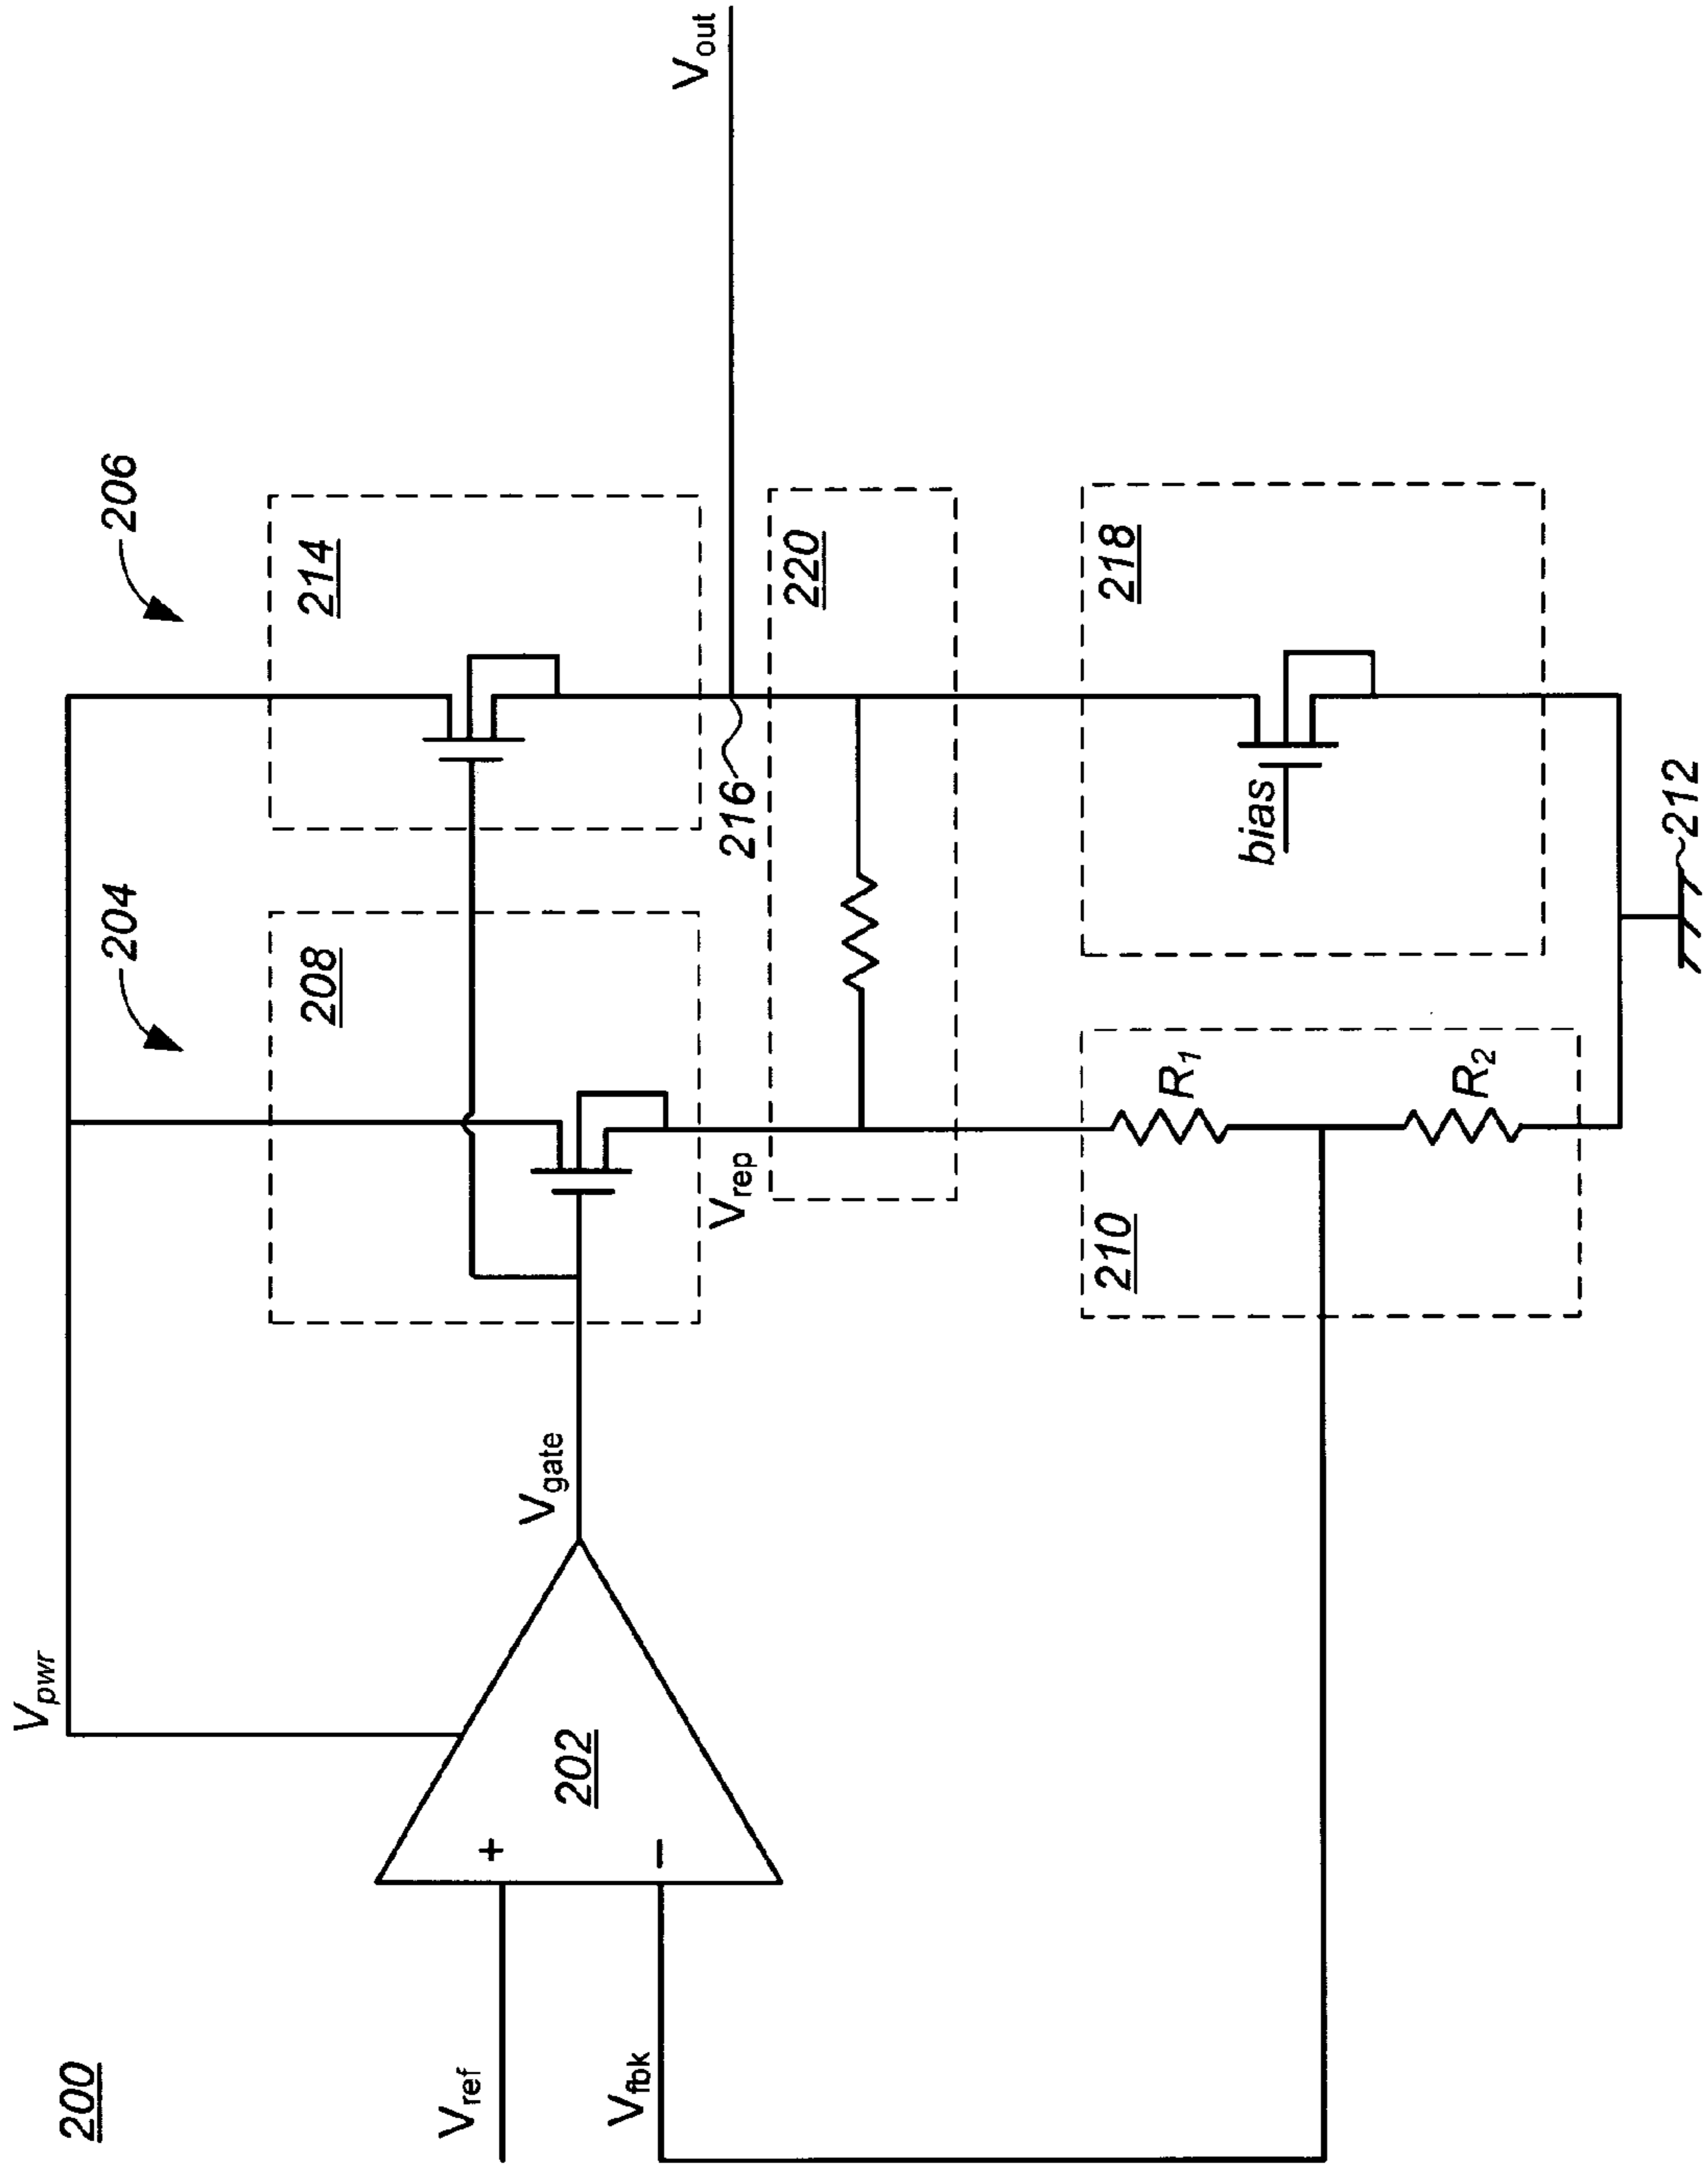 200
V_pwr
204
206
208
214
V_ref
+
202
V_gate
V_fbk
−
V_rep
216
V_out
220
210
218
R_1
bias
R_2
212